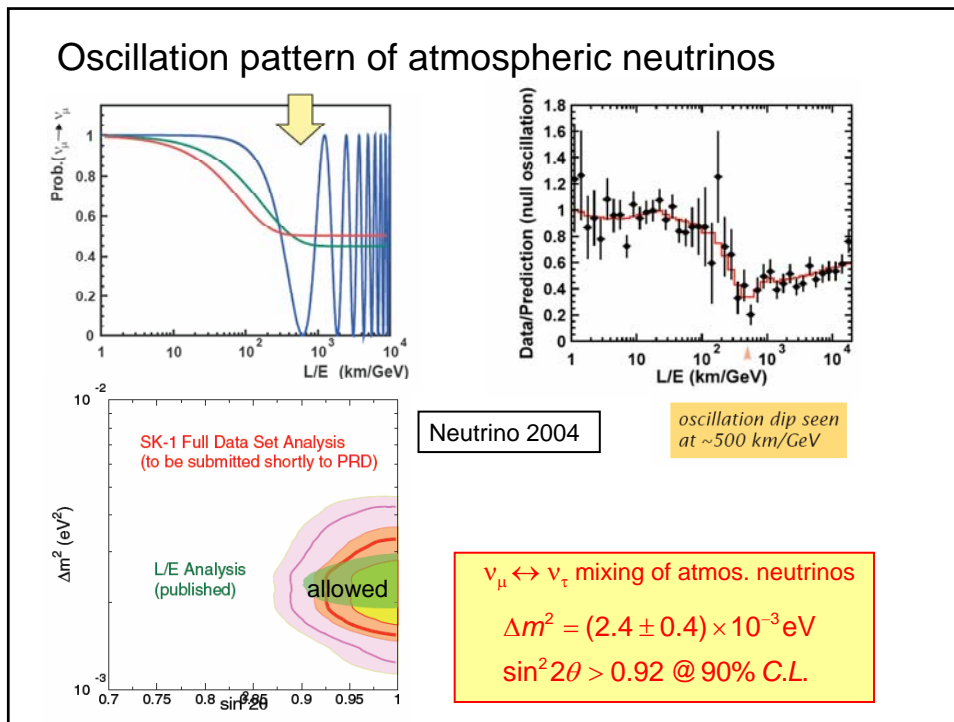 Oscillation pattern of atmospheric neutrinos
Prob.(νμ→ νμ
1
0.8
0.6
0.4
0.2
0
1 10 10² 10³ 10⁴
L/E (km/GeV)
Data/Prediction (null oscillation)
1.8
1.6
1.4
1.2
1
0.8
0.6
0.4
0.2
0
1 10 10² 10³ 10⁴
L/E (km/GeV)
oscillation dip seen
at ~500 km/GeV
Neutrino 2004
10⁻²
SK-1 Full Data Set Analysis
(to be submitted shortly to PRD)
Δm² (eV²)
L/E Analysis
(published)
allowed
10⁻³
0.7 0.75 0.8 0.85 0.9 0.95 1
sin²2θ
νμ ↔ ντ mixing of atmos. neutrinos
Δm² = (2.4 ± 0.4) × 10⁻³ eV
sin² 2θ > 0.92 @ 90% C.L.